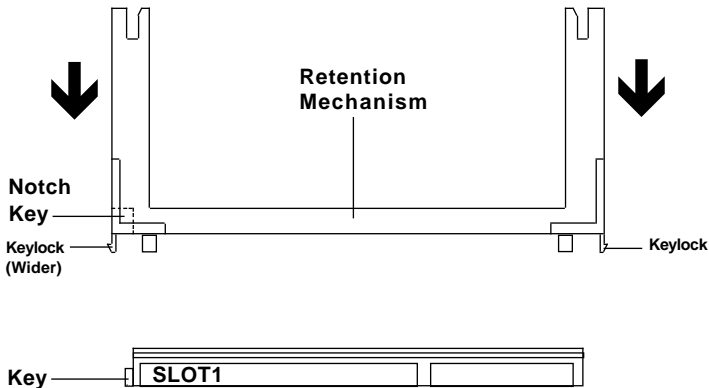 Retention
Mechanism
Notch
Key
Keylock
(Wider)
Keylock
Key
SLOT1